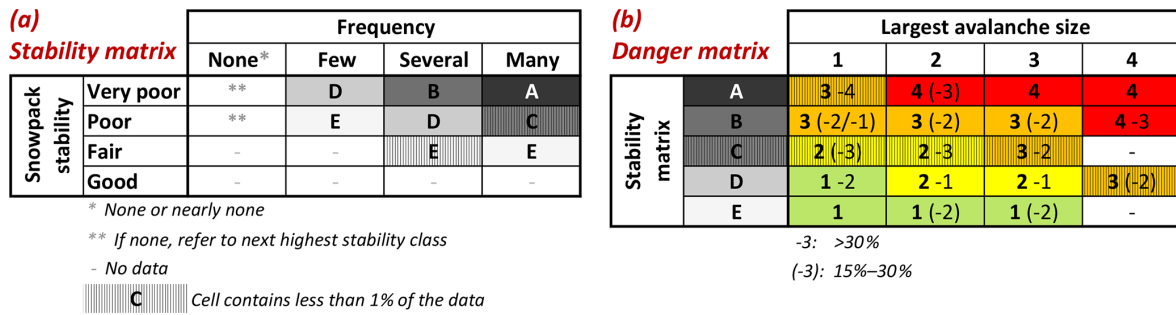 (a)
Stability matrix
Frequency
None* Few Several Many
Snowpack stability
Very poor ** D B A
Poor ** E D C
Fair - - E E
Good - - - -
* None or nearly none
** If none, refer to next highest stability class
- No data
C Cell contains less than 1% of the data
(b)
Danger matrix
Largest avalanche size
1 2 3 4
Stability matrix
A 3 -4 4 (-3) 4 4
B 3 (-2/-1) 3 (-2) 3 (-2) 4 -3
C 2 (-3) 2 -3 3 -2 -
D 1 -2 2 -1 2 -1 3 (-2)
E 1 1 (-2) 1 (-2) -
-3: >30%
(-3): 15%–30%